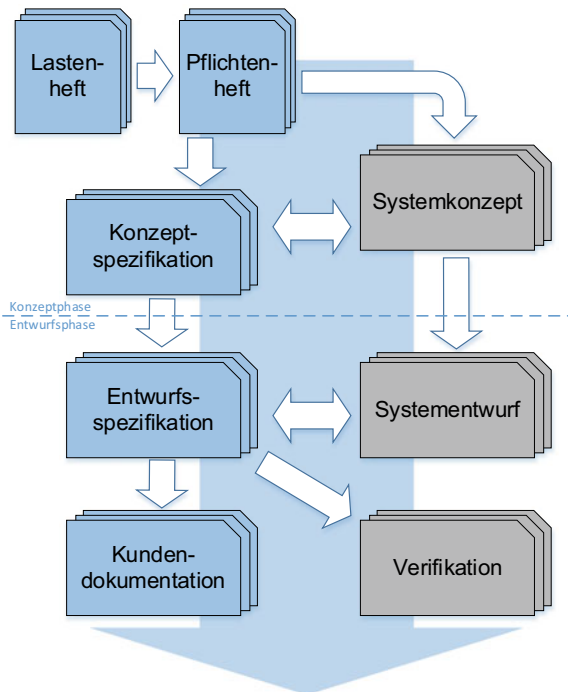 Lasten-
heft
Pflichten-
heft
Systemkonzept
Konzept-
spezifikation
Konzeptphase
Entwurfsphase
Entwurfs-
spezifikation
Systementwurf
Kunden-
dokumentation
Verifikation